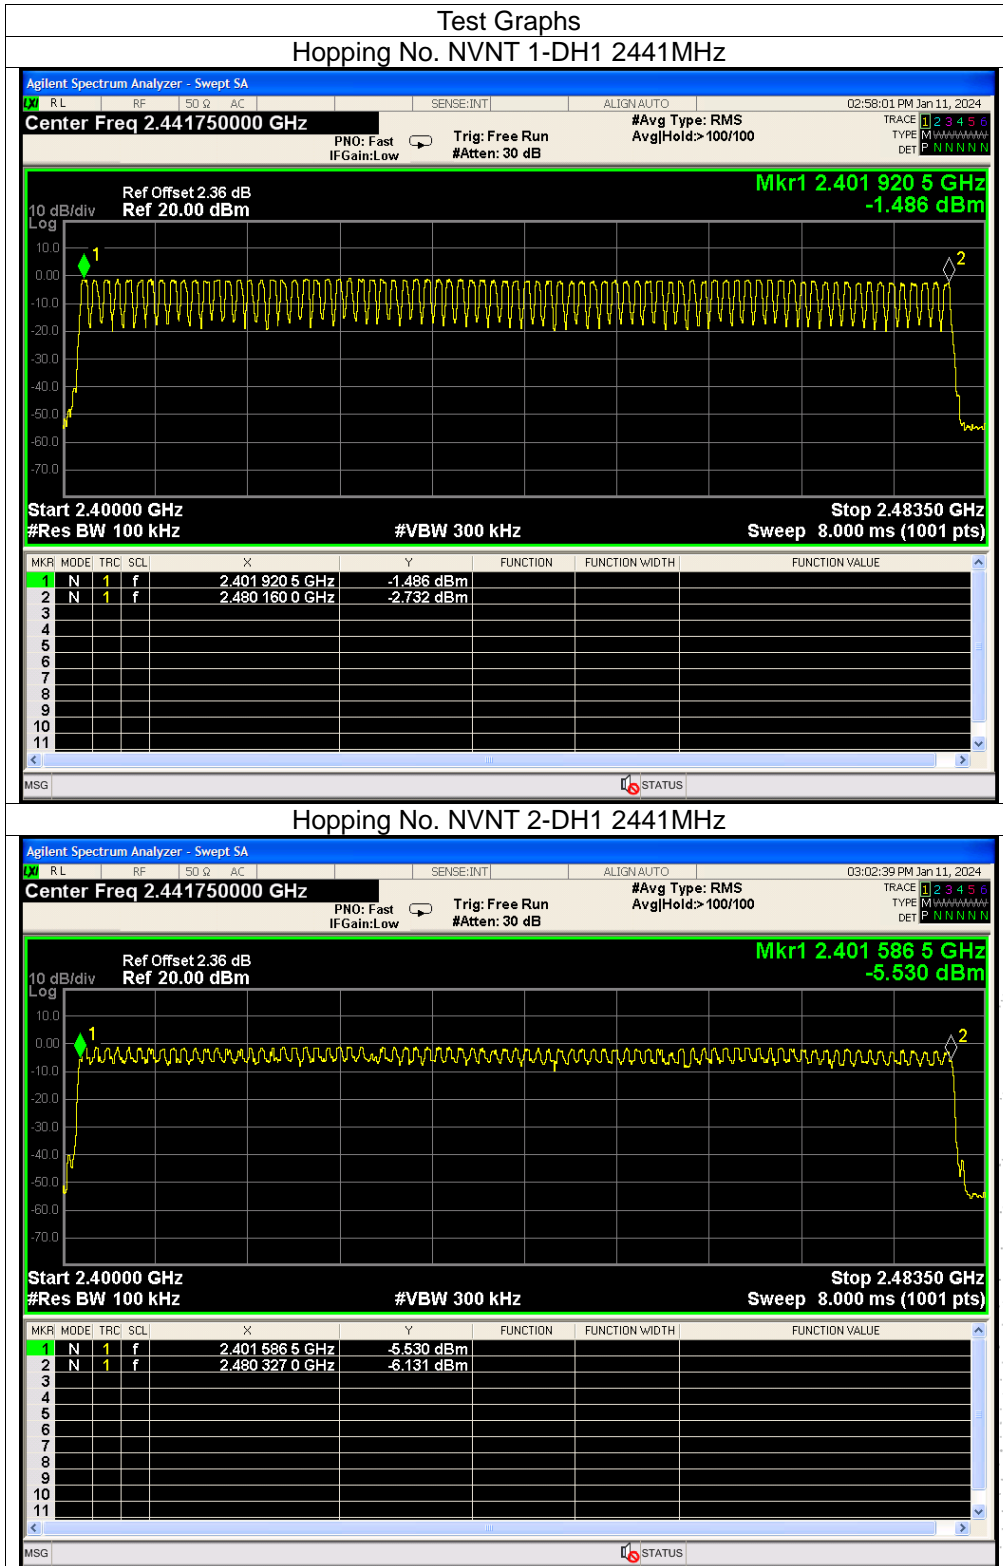 Test Graphs
Hopping No. NVNT 1-DH1 2441MHz
Agilent Spectrum Analyzer - Swept SA
LXI RL RF 50 Ω AC SENSE:INT ALIGN AUTO 02:58:01 PM Jan 11, 2024
Center Freq 2.441750000 GHz #Avg Type: RMS TRACE 1 2 3 4 5 6
PNO: Fast Trig: Free Run Avg|Hold:>100/100 TYPE M
IFGain:Low #Atten: 30 dB DET P N N N N N
Mkr1 2.401 920 5 GHz
Ref Offset 2.36 dB
10 dB/div Ref 20.00 dBm -1.486 dBm
Log
10.0
1
2
0.00
-10.0
-20.0
-30.0
-40.0
-50.0
-60.0
-70.0
Start 2.40000 GHz Stop 2.48350 GHz
#Res BW 100 kHz #VBW 300 kHz Sweep 8.000 ms (1001 pts)
MKR MODE TRC SCL X Y FUNCTION FUNCTION WIDTH FUNCTION VALUE
1 N 1 f 2.401 920 5 GHz -1.486 dBm
2 N 1 f 2.480 160 0 GHz -2.732 dBm
3
4
5
6
7
8
9
10
11
MSG STATUS
Hopping No. NVNT 2-DH1 2441MHz
Agilent Spectrum Analyzer - Swept SA
LXI RL RF 50 Ω AC SENSE:INT ALIGN AUTO 03:02:39 PM Jan 11, 2024
Center Freq 2.441750000 GHz #Avg Type: RMS TRACE 1 2 3 4 5 6
PNO: Fast Trig: Free Run Avg|Hold:>100/100 TYPE M
IFGain:Low #Atten: 30 dB DET P N N N N N
Mkr1 2.401 586 5 GHz
Ref Offset 2.36 dB
10 dB/div Ref 20.00 dBm -5.530 dBm
Log
10.0
1
2
0.00
-10.0
-20.0
-30.0
-40.0
-50.0
-60.0
-70.0
Start 2.40000 GHz Stop 2.48350 GHz
#Res BW 100 kHz #VBW 300 kHz Sweep 8.000 ms (1001 pts)
MKR MODE TRC SCL X Y FUNCTION FUNCTION WIDTH FUNCTION VALUE
1 N 1 f 2.401 586 5 GHz -5.530 dBm
2 N 1 f 2.480 327 0 GHz -6.131 dBm
3
4
5
6
7
8
9
10
11
MSG STATUS